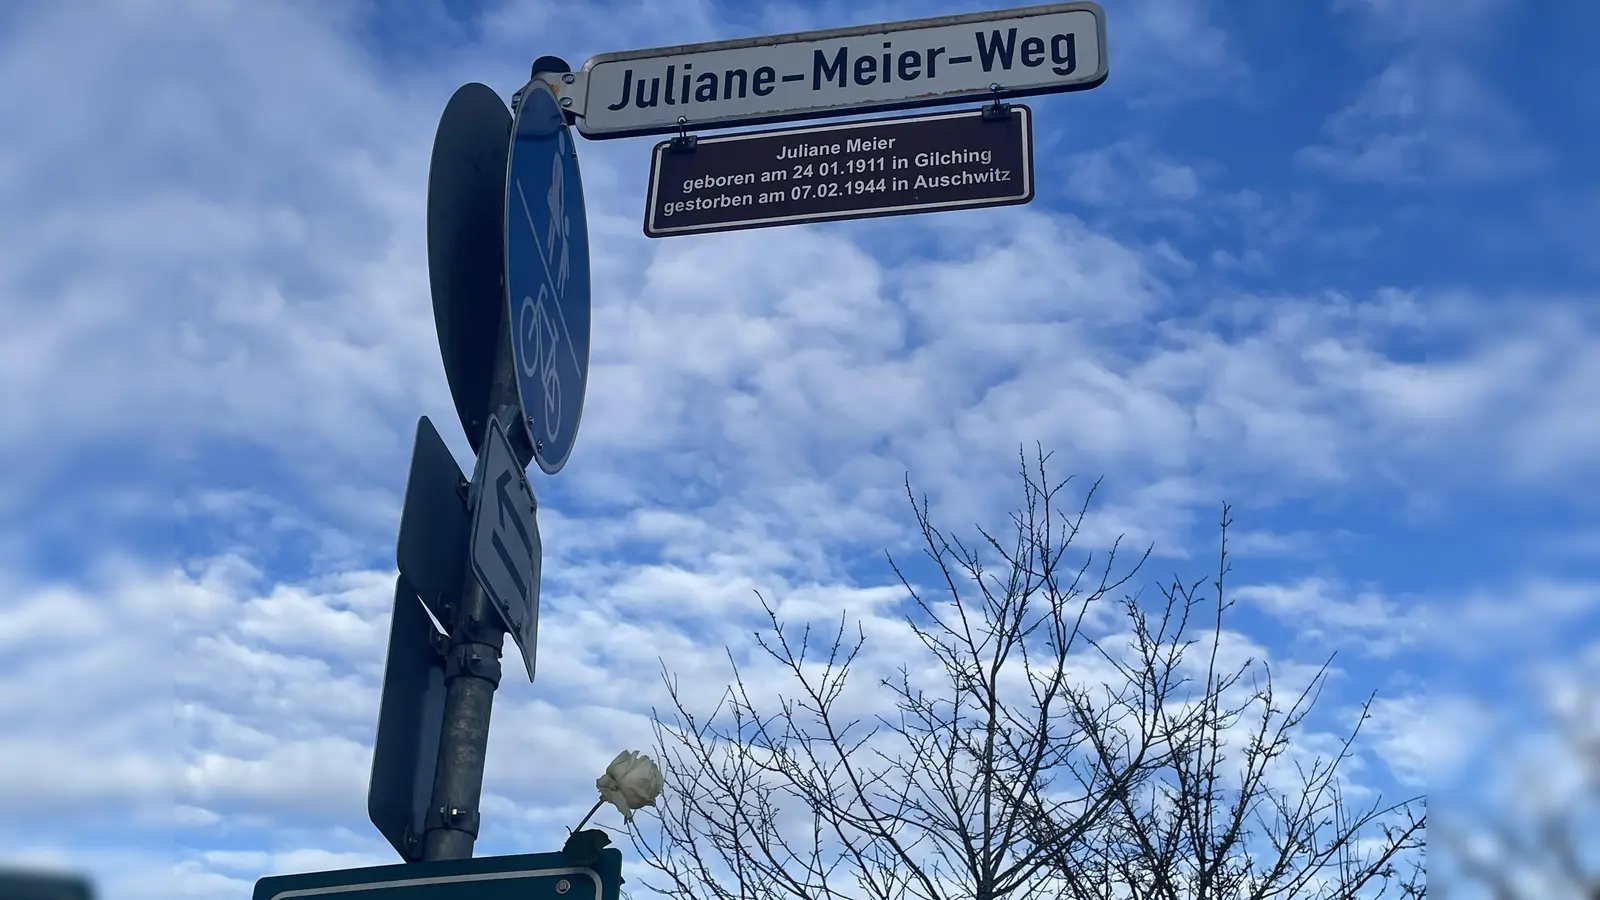 Juliane-Meier-Weg
Juliane Meier
geboren am 24 01.1911 in Gilching
gestorben am 07.02.1944 in Auschwitz